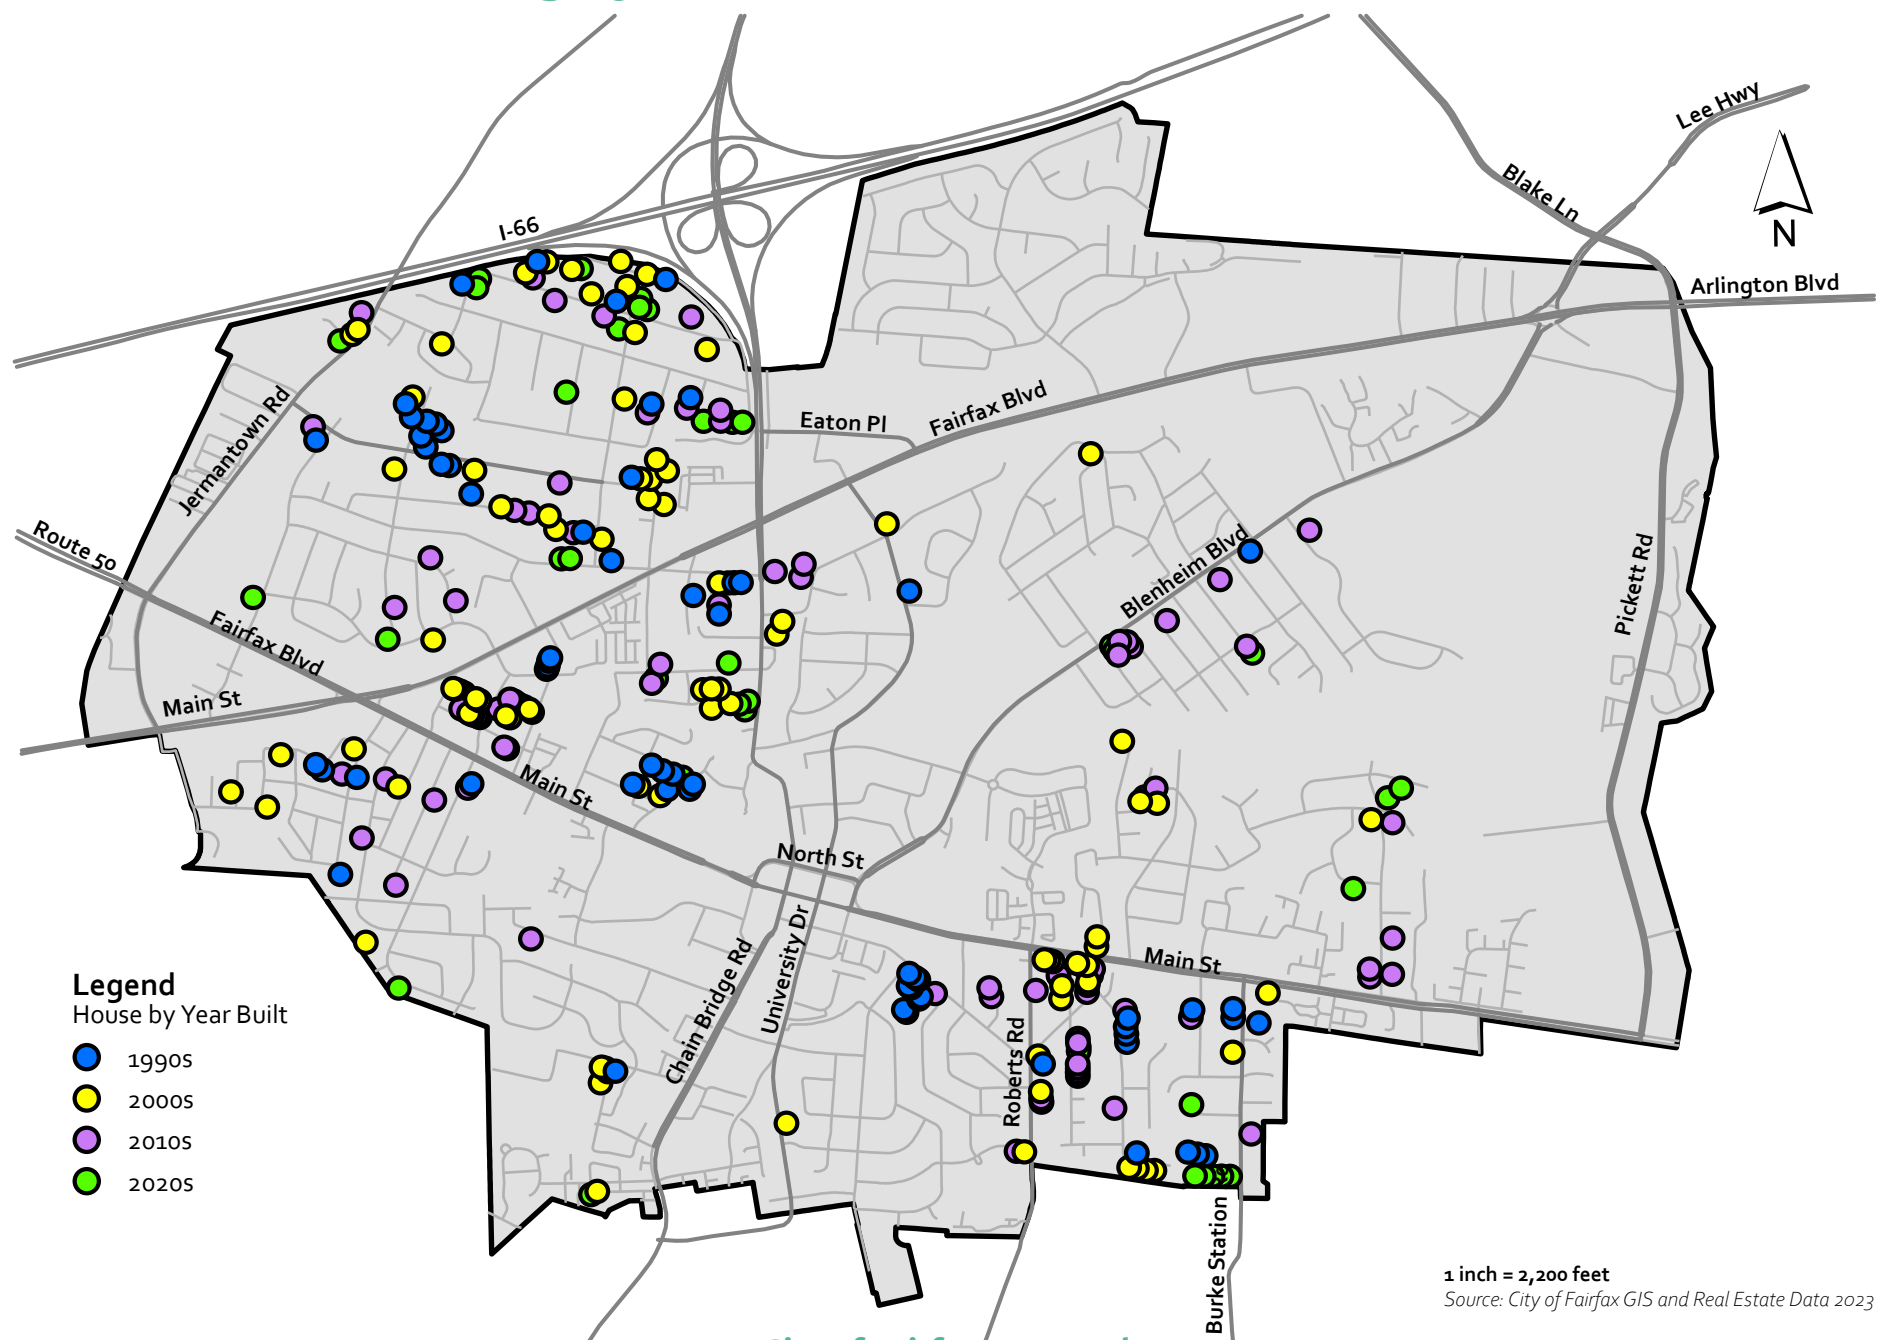 Lee Hwy
Blake Ln
N
I-66
Arlington Blvd
Jermantown Rd
Eaton Pl
Fairfax Blvd
Route 50
Blenheim Blvd
Pickett Rd
Fairfax Blvd
Main St
Main St
North St
University Dr
Chain Bridge Rd
Main St
Roberts Rd
Burke Station
Legend
House by Year Built
1990s
2000s
2010s
2020s
1 inch = 2,200 feet
Source: City of Fairfax GIS and Real Estate Data 2023